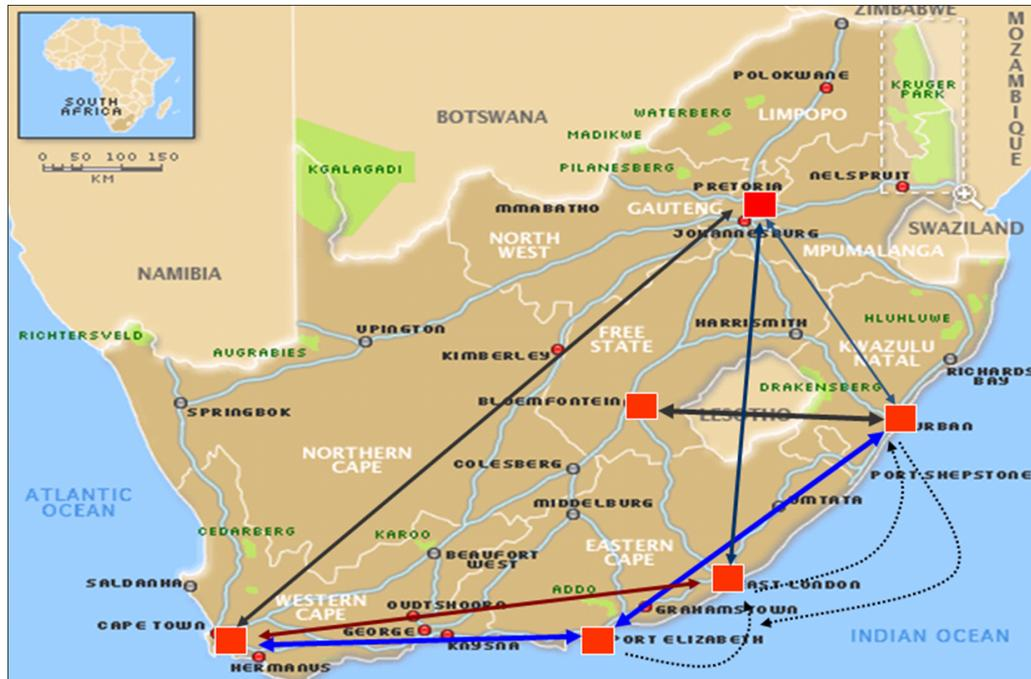 ZIMBABWE
MOZAMBIQUE
SOUTH
AFRICA
0 50 100 150
KM
POLOKWANE
KRUGER
PARK
BOTSWANA
WATERBERG
LIMPOPO
MADIKWE
KGALAGADI
PILANESBERG
PRETORIA
NELSPRUIT
MMABATHO
GAUTENG
JOHANNESBURG
SWAZILAND
NORTH
WEST
MPUMALANGA
NAMIBIA
RICHTERSVELD
UPINGTON
AUGRABIES
KIMBERLEY
FREE
STATE
HARRISMITH
HLUHLUWE
KWAZULU
NATAL
RICHARDS
BAY
DRAKENSBERG
SPRINGBOK
BLOEMFONTEIN
LESOTHO
URBAN
NORTHERN
CAPE
COLESBERG
PORT SHEPSTONE
ATLANTIC
OCEAN
MIDDELBURG
UMTATA
CEDARBERG
KAROO
BEAUFORT
WEST
EASTERN
CAPE
SALDANHA
ADDO
AST LONDON
WESTERN
CAPE
OUDTSHOORN
GRAHAMSTOWN
CAPE TOWN
GEORGE
PORT ELIZABETH
INDIAN OCEAN
KNYSNA
HERMANUS